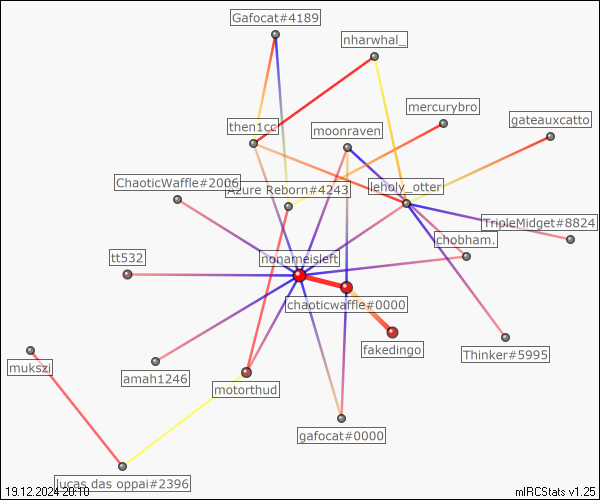 Gafocat#4189
nharwhal_
mercurybro
gateauxcatto
then1cc
moonraven
ChaoticWaffle#2006
Azure Reborn#4243
leholy_otter
TripleMidget#8824
chobham.
tt532
nonameisleft
chaoticwaffle#0000
fakedingo
Thinker#5995
mukszi
amah1246
motorthud
gafocat#0000
lucas das oppai#2396
19.12.2024 20:10
mIRCStats v1.25